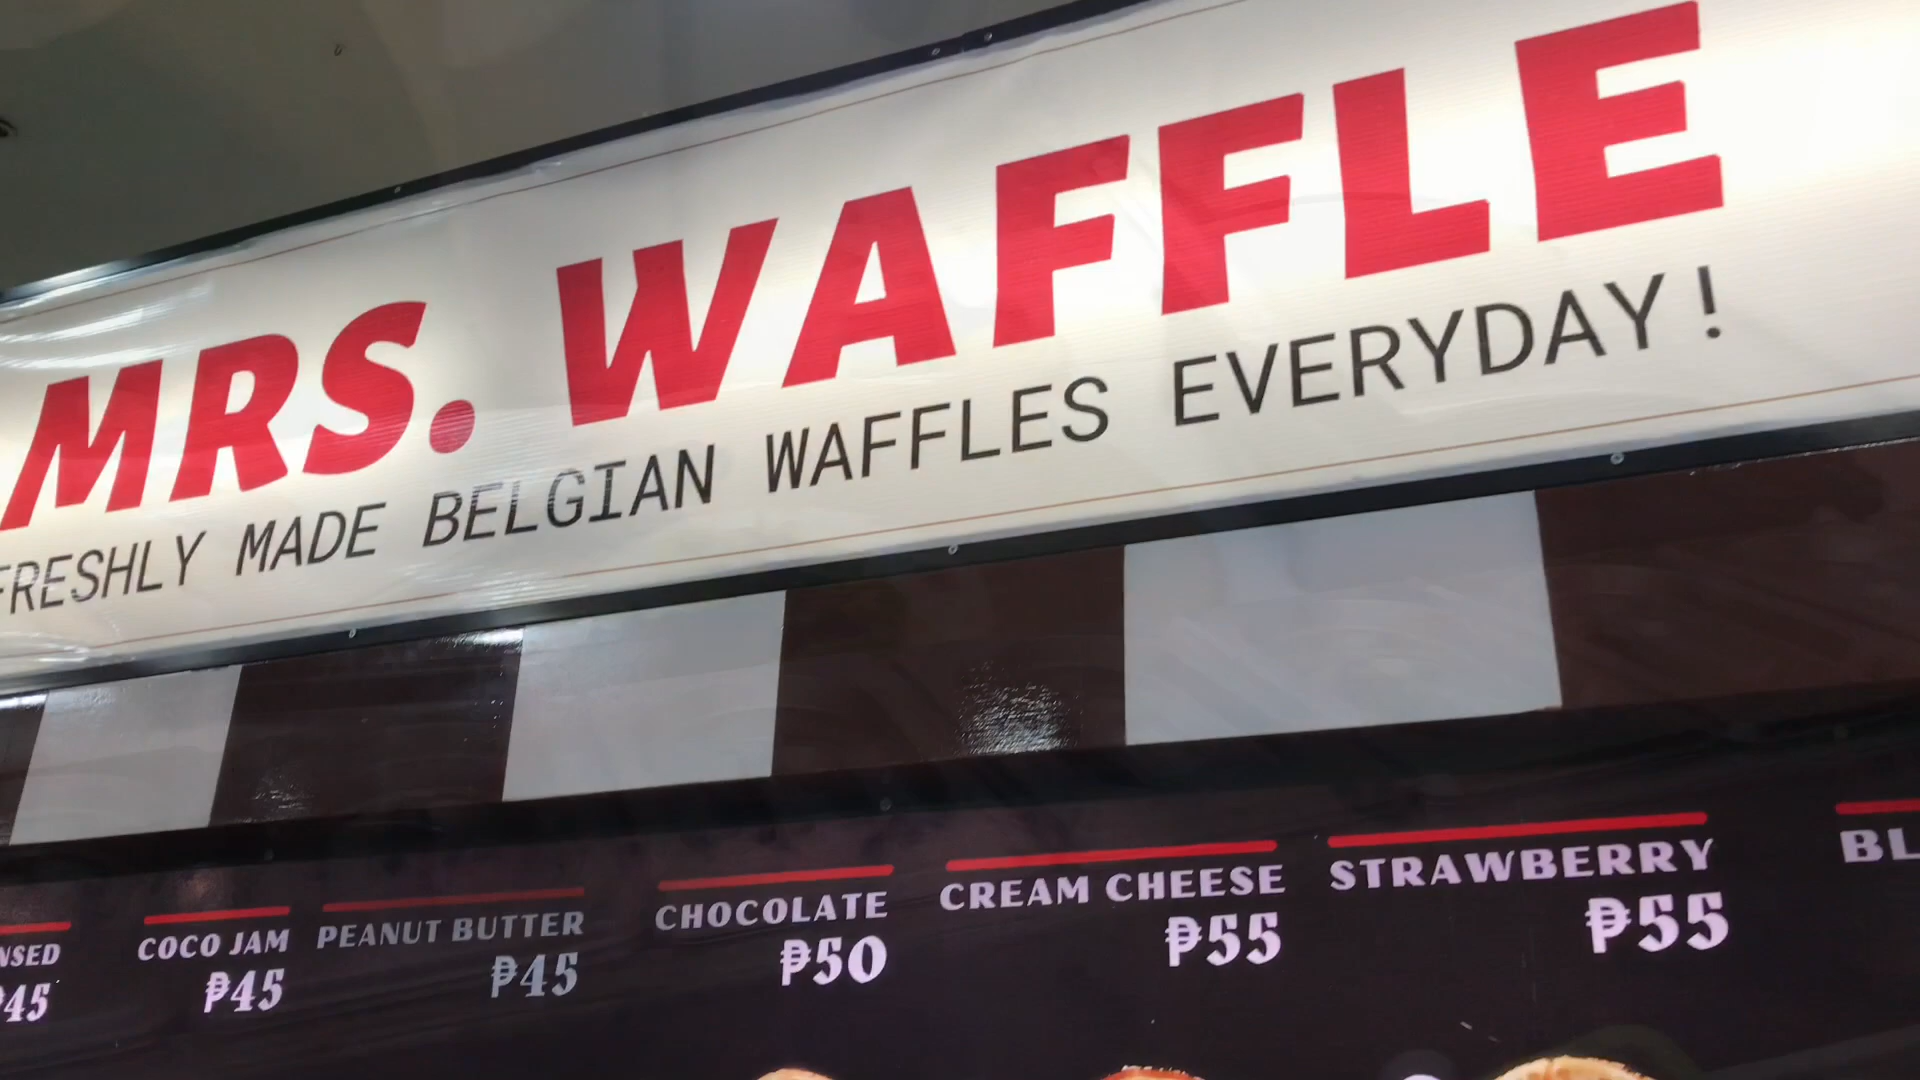 MRS. WAFFLE
FRESHLY MADE BELGIAN WAFFLES EVERYDAY!
₱45
COCO JAM
₱45
PEANUT BUTTER
₱45
CHOCOLATE
₱50
CREAM CHEESE
₱55
STRAWBERRY
₱55